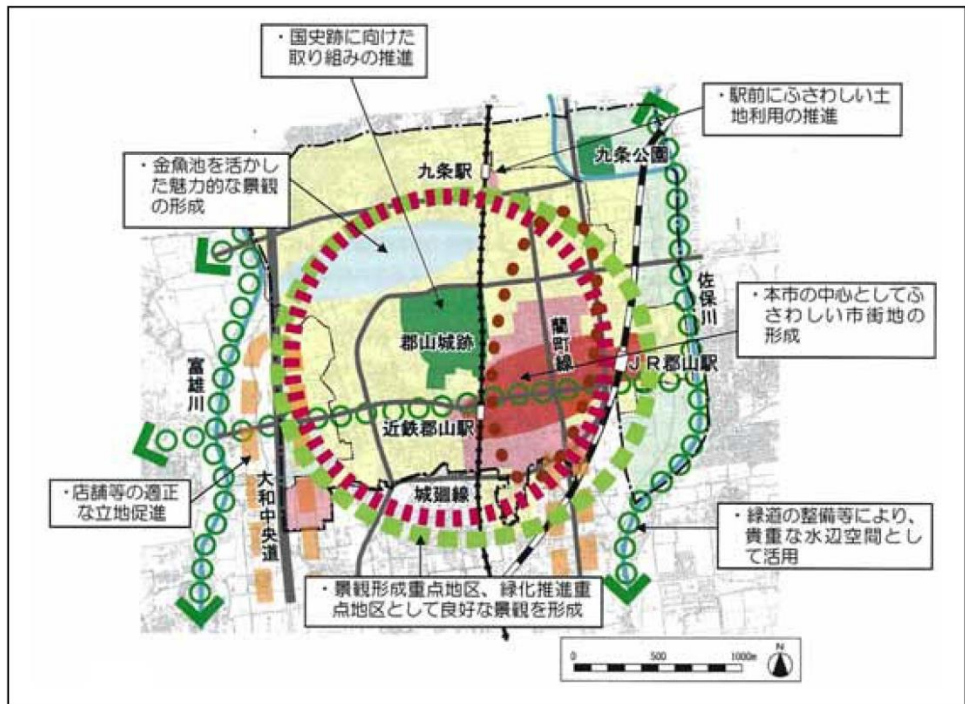 ・国史跡に向けた
取り組みの推進
・駅前にふさわしい土
地利用の推進
九条公園
九条駅
・金魚池を活かし
た魅力的な景観
の形成
佐保川
・本市の中心としてふ
さわしい市街地の
形成
藺町線
郡山城跡
JR郡山駅
富雄川
近鉄郡山駅
・店舗等の適正
な立地促進
大和中央道
城廻線
・緑道の整備等により、
貴重な水辺空間とし
て活用
・景観形成重点地区、緑化推進重
点地区として良好な景観を形成
0 500 1000m
N